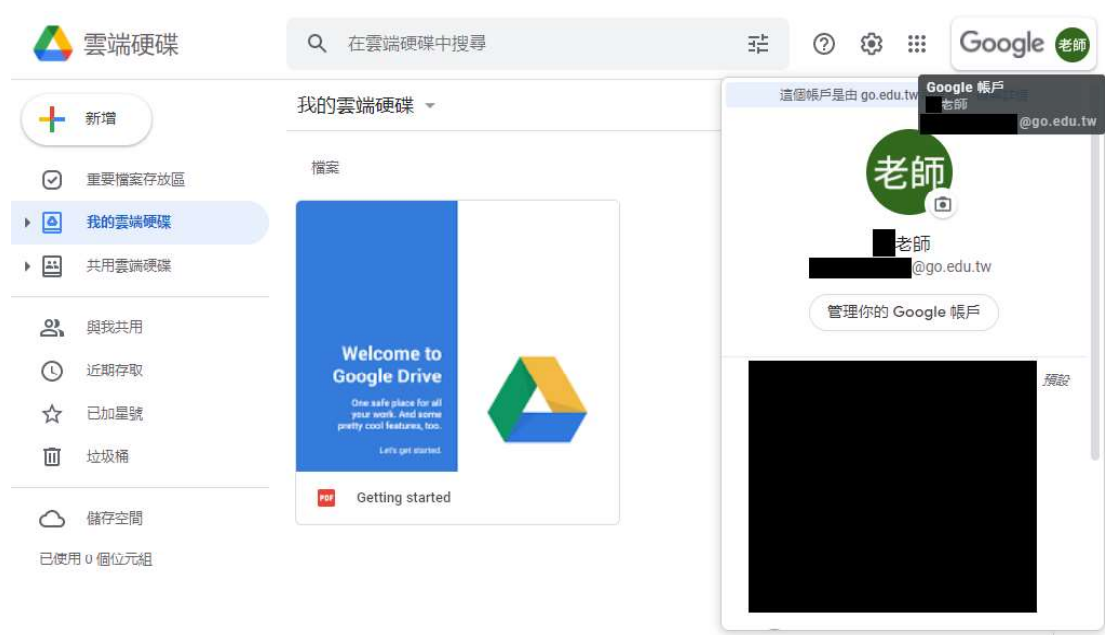 雲端硬碟
在雲端硬碟中搜尋
Google 老師
新增
重要檔案存放區
我的雲端硬碟
共用雲端硬碟
與我共用
近期存取
已加星號
垃圾桶
儲存空間
已使用 0 個位元組
我的雲端硬碟
檔案
Welcome to
Google Drive
One safe place for all
your work. And some
pretty cool features, too.
Let's get started.
PDF Getting started
這個帳戶是由 go.edu.tw
Google 帳戶
老師
@go.edu.tw
老師
老師
@go.edu.tw
管理你的 Google 帳戶
預設